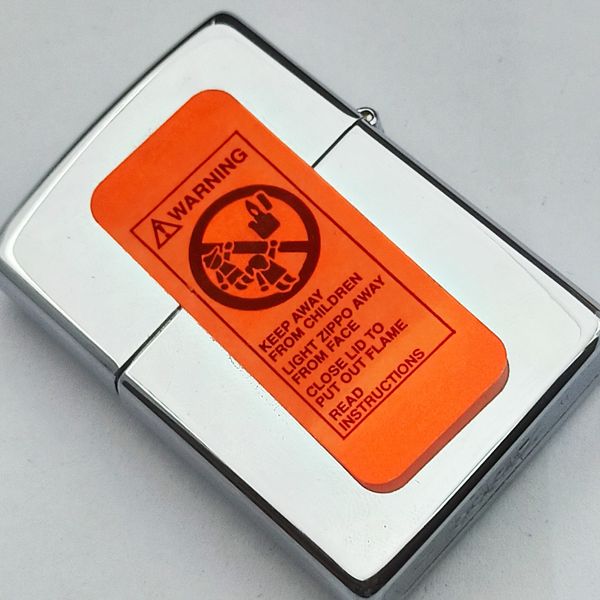 WARNING
KEEP AWAY
FROM CHILDREN
LIGHT ZIPPO AWAY
FROM FACE
CLOSE LID TO
PUT OUT FLAME
READ
INSTRUCTIONS